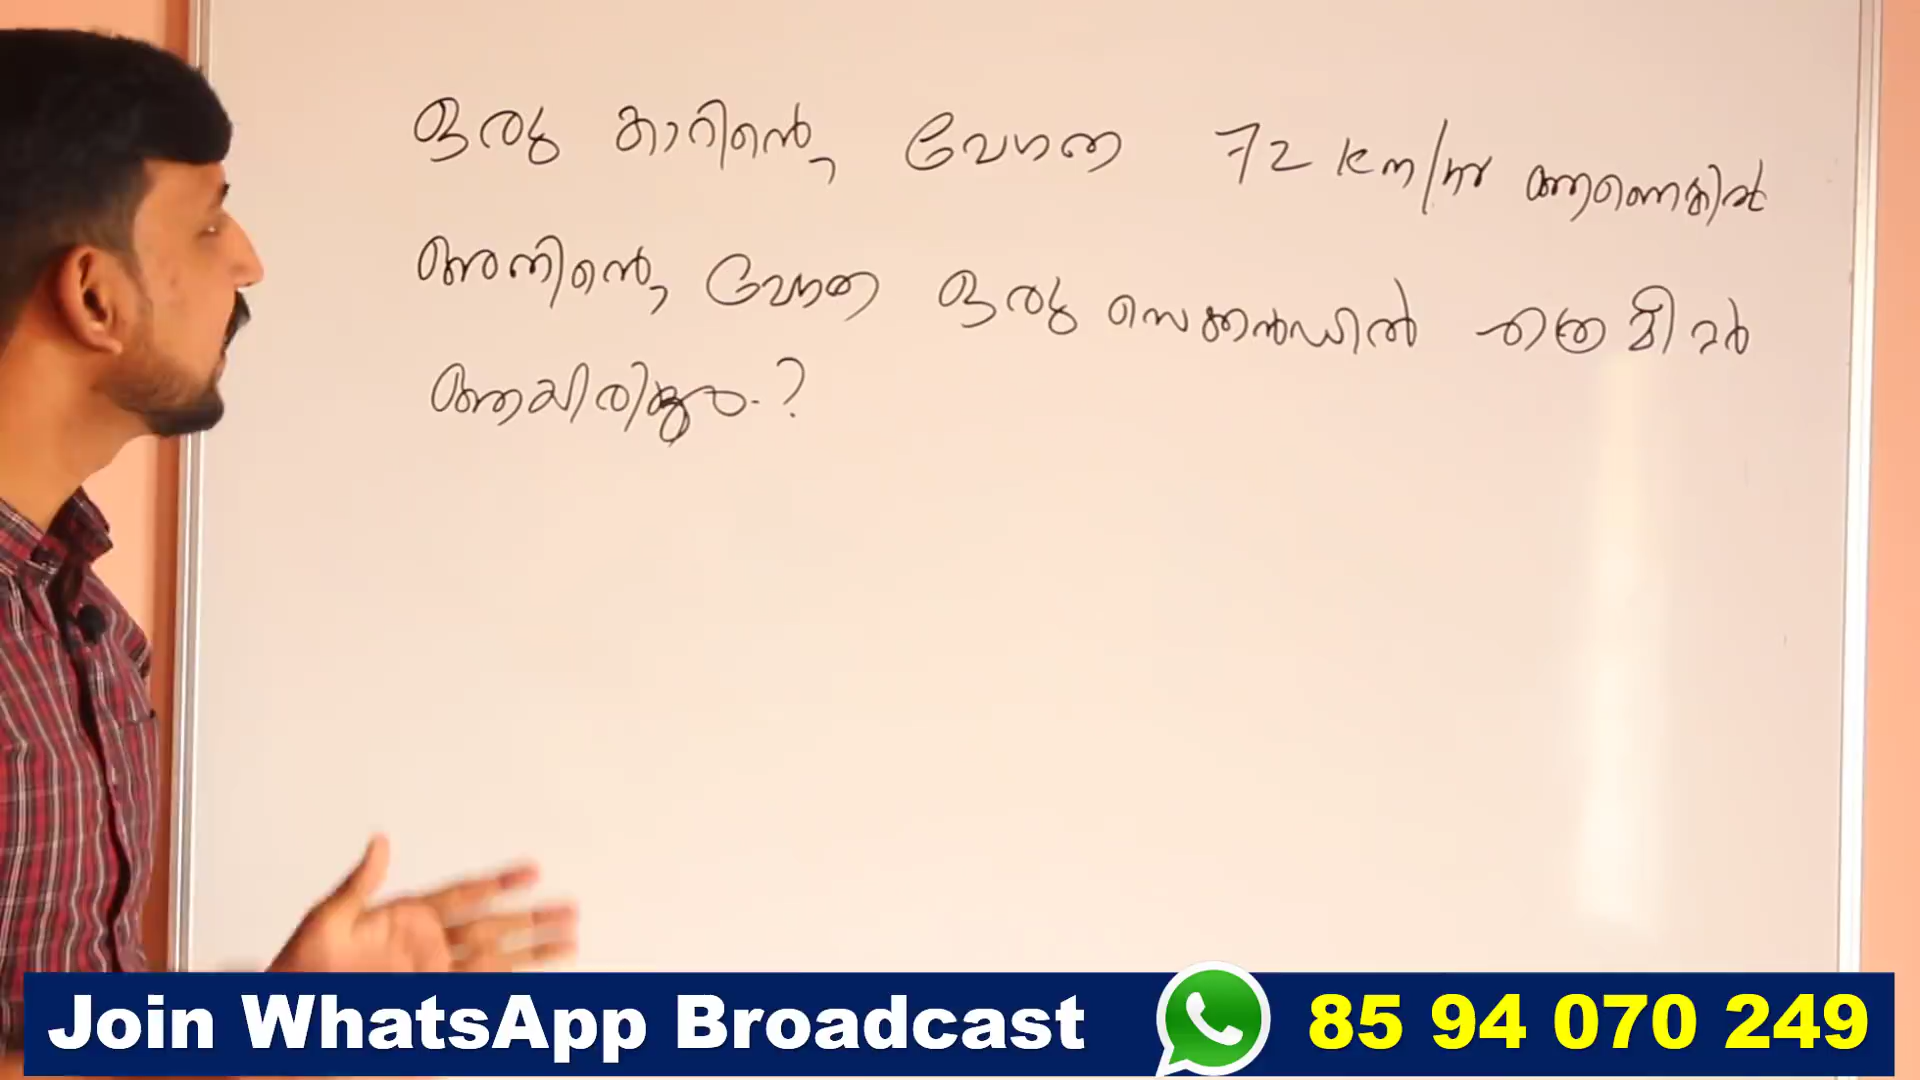 ഒരു കാറിന്റെ വേഗത 72 km/hr ആണെങ്കിൽ
അതിന്റെ വേഗത ഒരു സെക്കൻഡിൽ എത്ര മീറ്റർ
ആയിരിക്കും.?
Join WhatsApp Broadcast 85 94 070 249